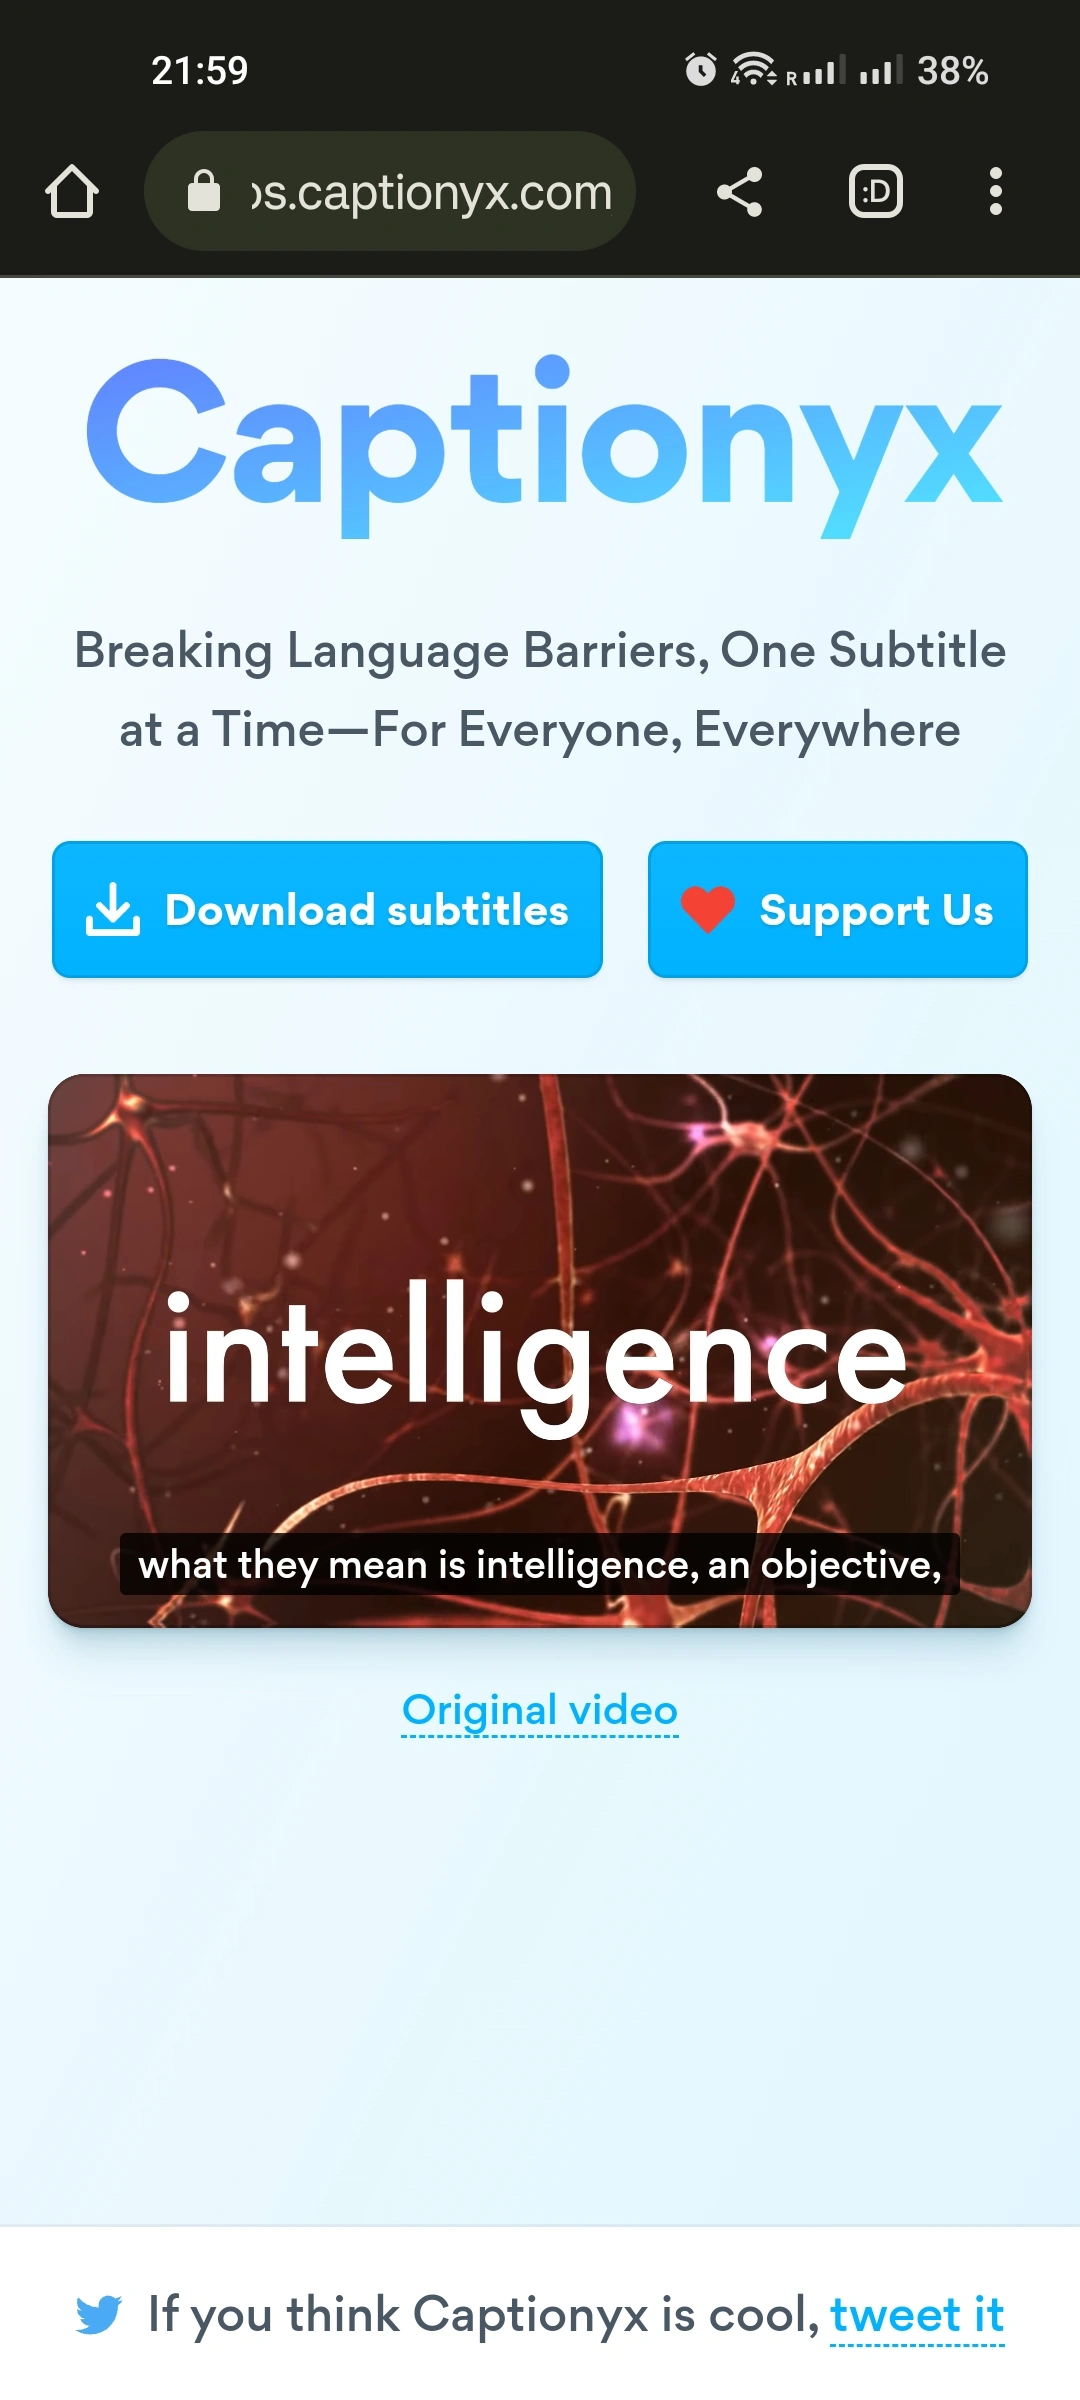 21:59
4 R 38%
os.captionyx.com
:D
Captionyx
Breaking Language Barriers, One Subtitle
at a Time—For Everyone, Everywhere
Download subtitles
Support Us
intelligence
what they mean is intelligence, an objective,
Original video
If you think Captionyx is cool, tweet it